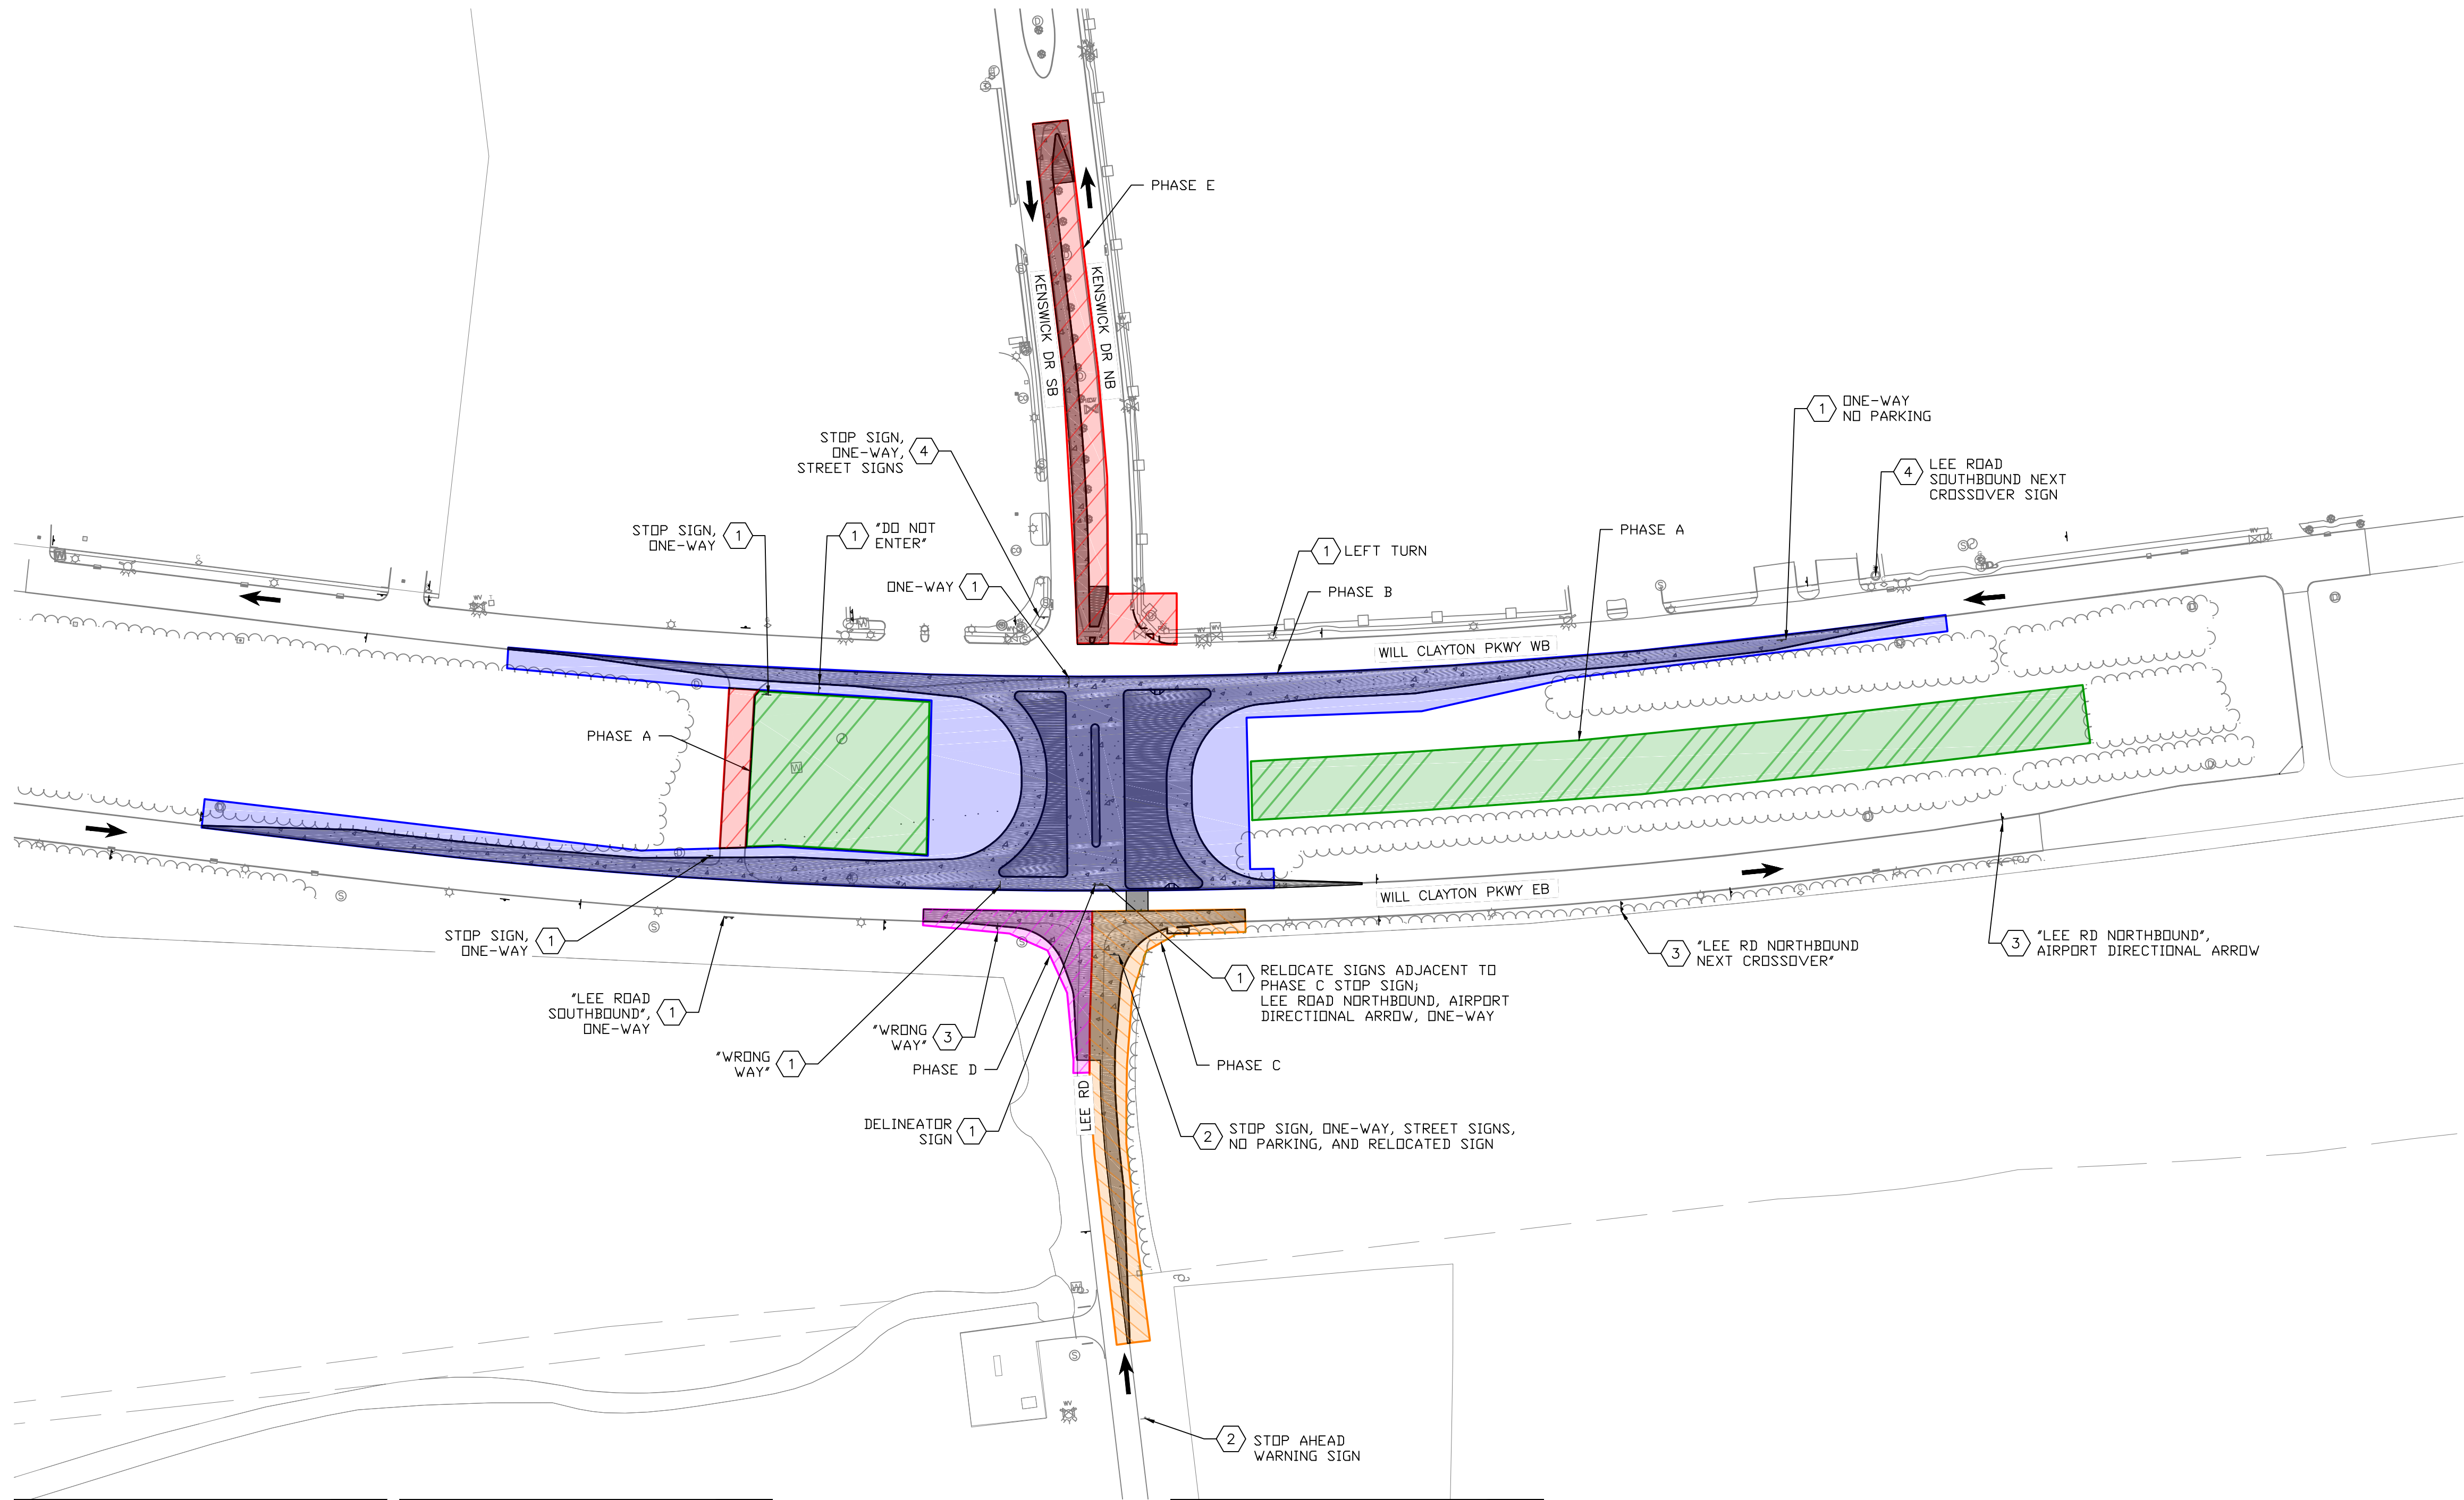 PHASE E
KENSWICK DR SB
KENSWICK DR NB
1
ONE-WAY
NO PARKING
STOP SIGN,
ONE-WAY,
STREET SIGNS
4
4
LEE ROAD
SOUTHBOUND NEXT
CROSSOVER SIGN
STOP SIGN,
ONE-WAY
1
1
"DO NOT
ENTER"
PHASE A
1
LEFT TURN
ONE-WAY
1
PHASE B
WILL CLAYTON PKWY WB
PHASE A
WILL CLAYTON PKWY EB
STOP SIGN,
ONE-WAY
1
3
"LEE RD NORTHBOUND
NEXT CROSSOVER"
3
"LEE RD NORTHBOUND",
AIRPORT DIRECTIONAL ARROW
1
RELOCATE SIGNS ADJACENT TO
PHASE C STOP SIGN;
LEE ROAD NORTHBOUND, AIRPORT
DIRECTIONAL ARROW, ONE-WAY
"LEE ROAD
SOUTHBOUND",
ONE-WAY
1
"WRONG
WAY"
3
"WRONG
WAY"
1
PHASE D
PHASE C
LEE RD
DELINEATOR
SIGN
1
2
STOP SIGN, ONE-WAY, STREET SIGNS,
NO PARKING, AND RELOCATED SIGN
2
STOP AHEAD
WARNING SIGN